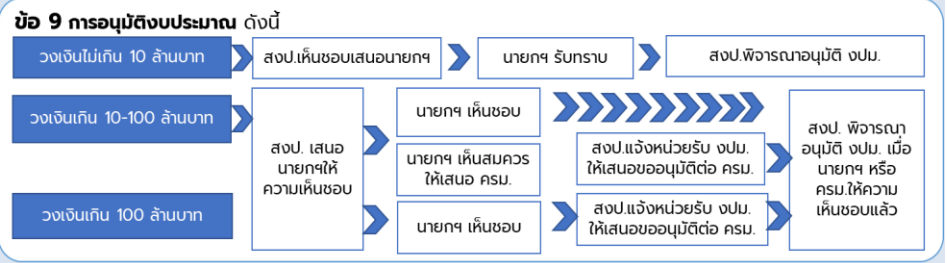 ข้อ 9 การอนุมัติงบประมาณ ดังนี้
วงเงินไม่เกิน 10 ล้านบาท
สงป.เห็นชอบเสนอนายกฯ
นายกฯ รับทราบ
สงป.พิจารณาอนุมัติ งปม.
วงเงินเกิน 10-100 ล้านบาท
สงป. เสนอ
นายกฯให้
ความเห็นชอบ
นายกฯ เห็นชอบ
นายกฯ เห็นสมควร
ให้เสนอ ครม.
สงป.แจ้งหน่วยรับ งปม.
ให้เสนอขออนุมัติต่อ ครม.
สงป. พิจารณา
อนุมัติ งปม. เมื่อ
นายกฯ หรือ
ครม.ให้ความ
เห็นชอบแล้ว
วงเงินเกิน 100 ล้านบาท
นายกฯ เห็นชอบ
สงป.แจ้งหน่วยรับ งปม.
ให้เสนอขออนุมัติต่อ ครม.